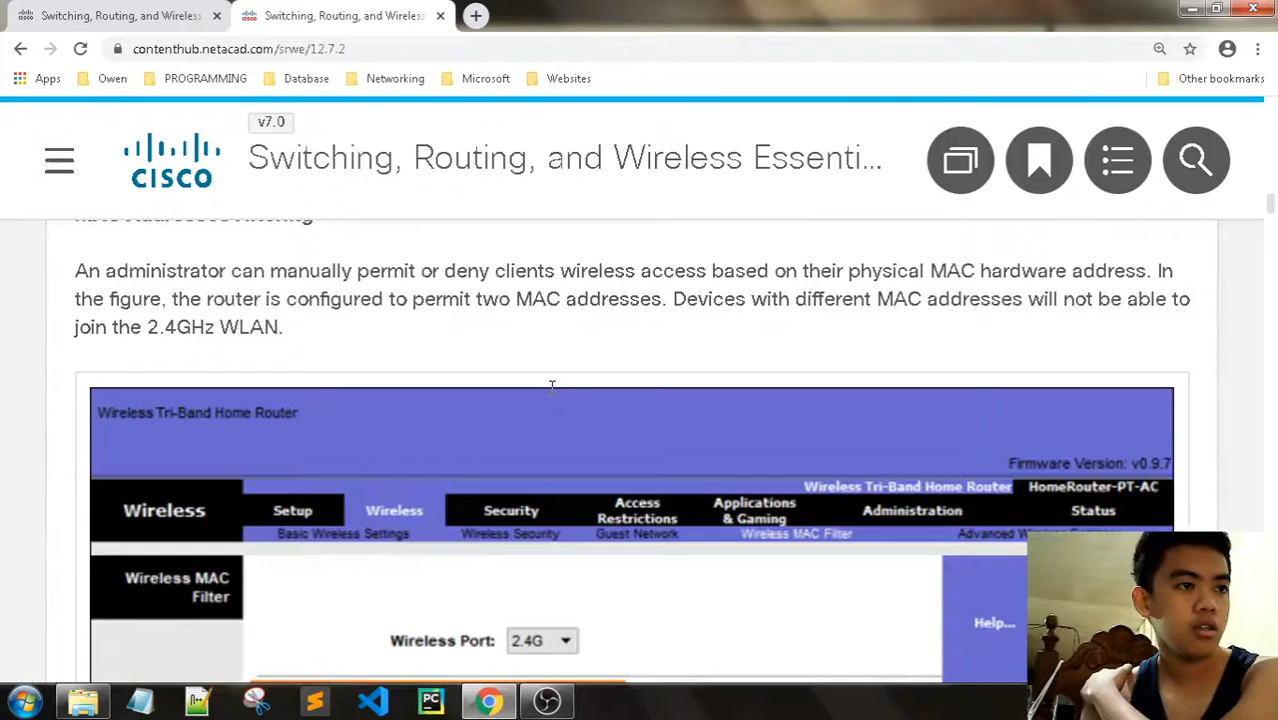 Switching, Routing, and Wireless
Switching, Routing, and Wireless
contenthub.netacad.com/srwe/12.7.2
Apps
Owen
PROGRAMMING
Database
Networking
Microsoft
Websites
Other bookmarks
v7.0
CISCO
Switching, Routing, and Wireless Essenti...
An administrator can manually permit or deny clients wireless access based on their physical MAC hardware address. In
the figure, the router is configured to permit two MAC addresses. Devices with different MAC addresses will not be able to
join the 2.4GHz WLAN.
Wireless Tri-Band Home Router
Firmware Version: v0.9.7
Wireless Tri-Band Home Router
HomeRouter-PT-AC
Wireless
Setup
Wireless
Security
Access
Restrictions
Applications
& Gaming
Administration
Status
Basic Wireless Settings
Wireless Security
Guest Network
Wireless MAC Filter
Advanced
Wireless MAC
Filter
Wireless Port:
2.4G
Help...
PC